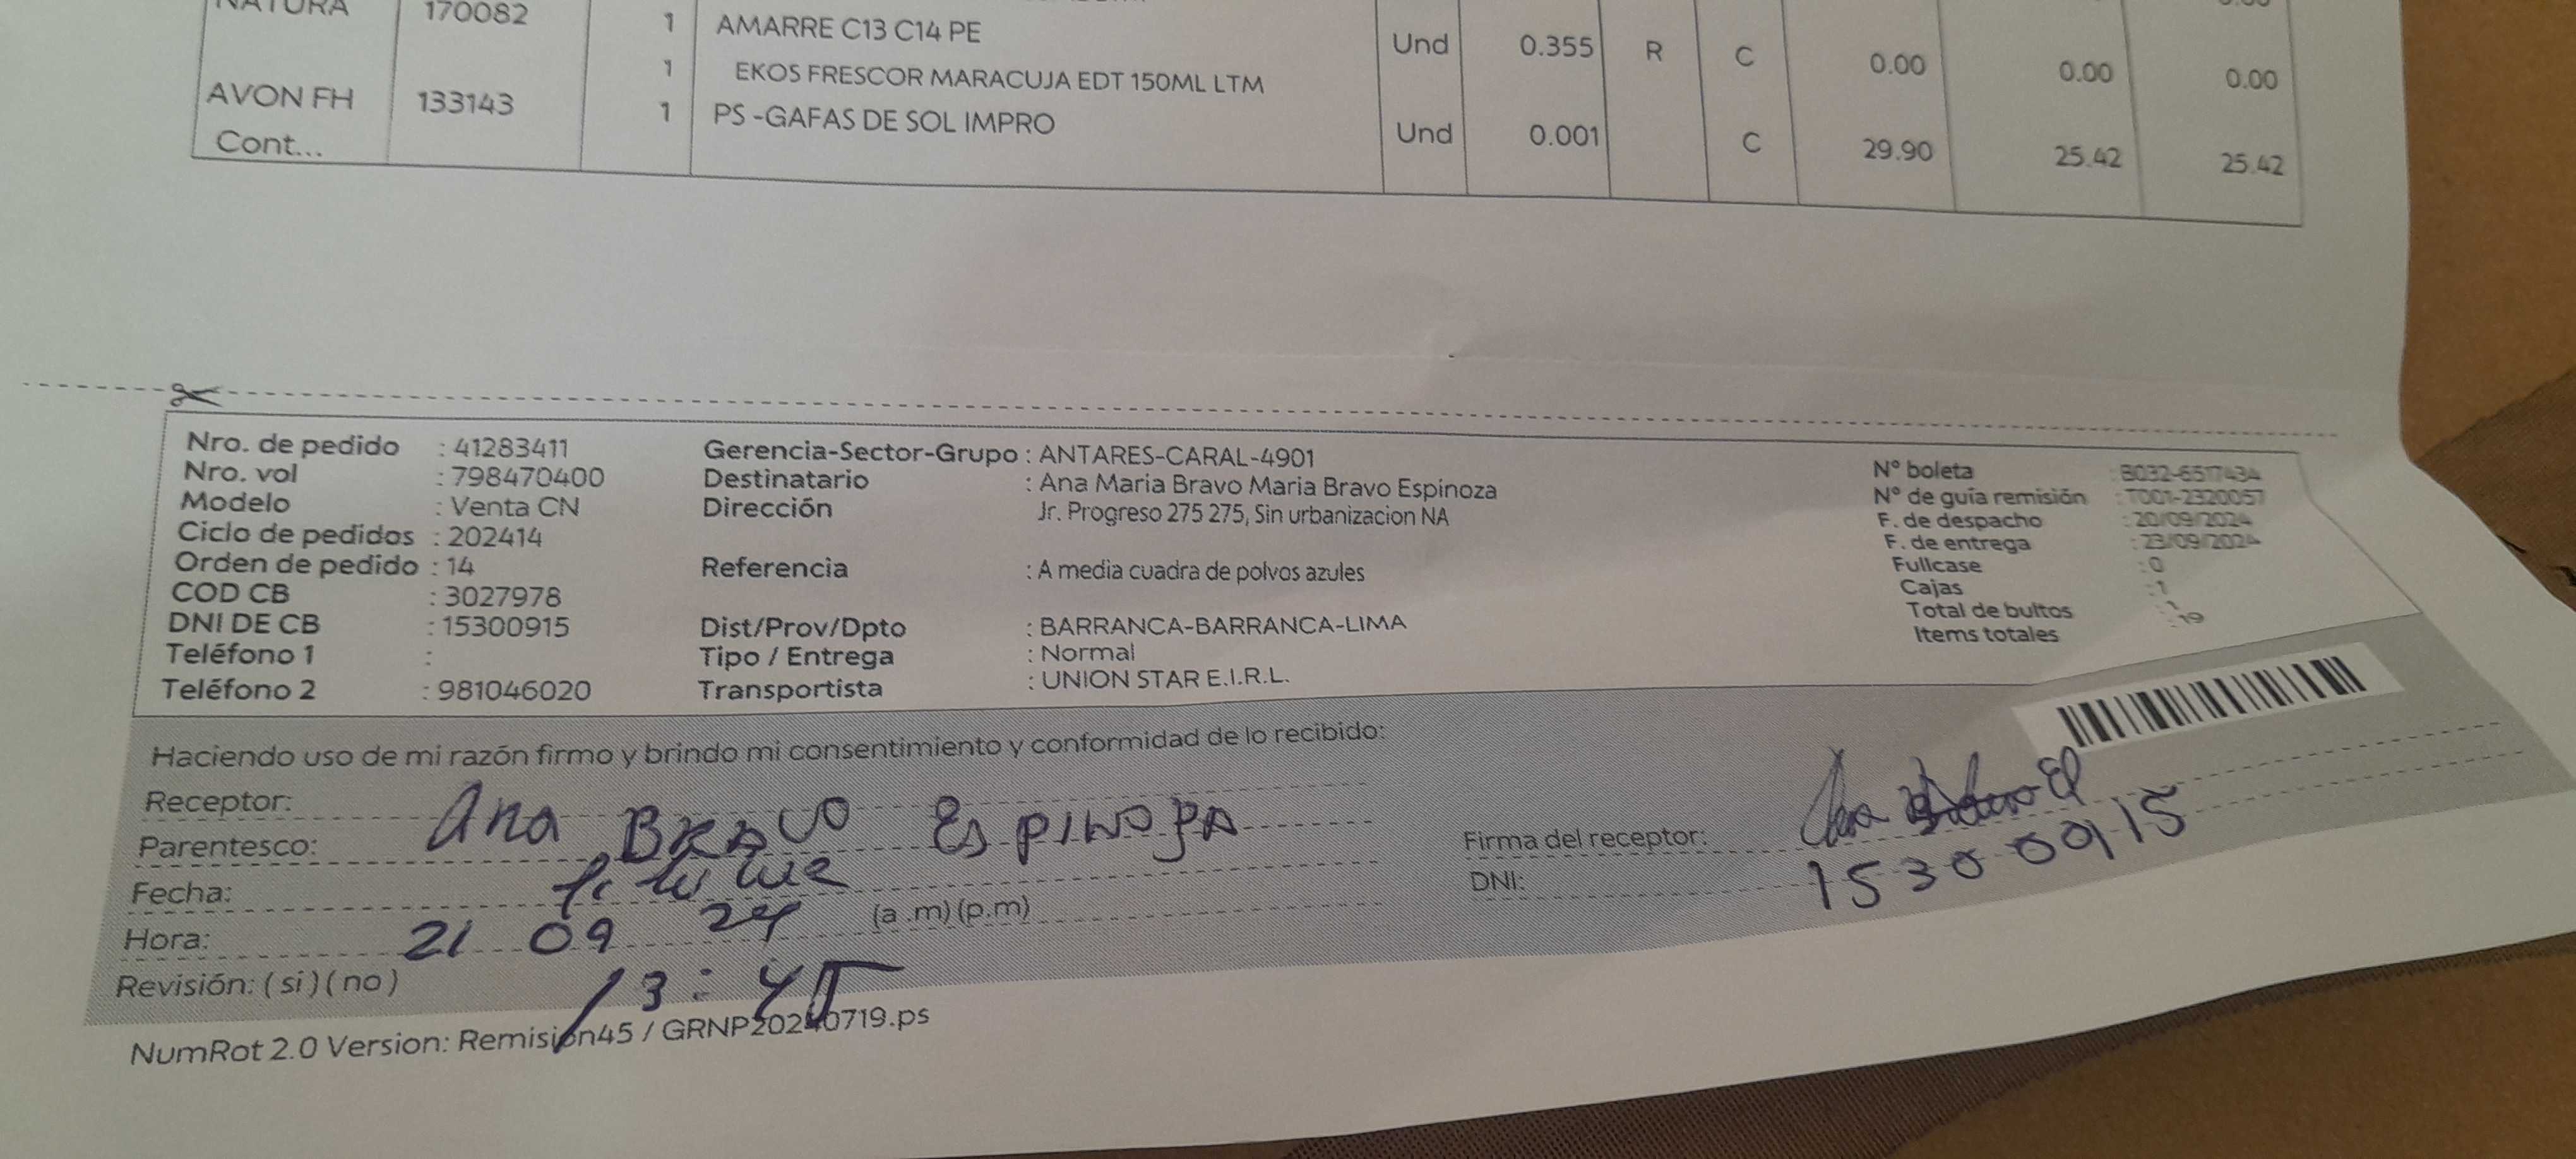 NATURA 170082 1 AMARRE C13 C14 PE Und 0.355 R C 0.00 0.00 0.00
1 EKOS FRESCOR MARACUJA EDT 150ML LTM
AVON FH 133143 1 PS -GAFAS DE SOL IMPRO Und 0.001 C 29.90 25.42 25.42
Cont...
Nro. de pedido : 41283411
Nro. vol : 798470400
Modelo : Venta CN
Ciclo de pedidos : 202414
Orden de pedido : 14
COD CB : 3027978
DNI DE CB : 15300915
Teléfono 1 :
Teléfono 2 : 981046020
Gerencia-Sector-Grupo : ANTARES-CARAL-4901
Destinatario : Ana Maria Bravo Maria Bravo Espinoza
Dirección Jr. Progreso 275 275, Sin urbanizacion NA
Referencia : A media cuadra de polvos azules
Dist/Prov/Dpto : BARRANCA-BARRANCA-LIMA
Tipo / Entrega : Normal
Transportista : UNION STAR E.I.R.L.
N° boleta : B032-6517434
N° de guía remisión : T001-2320057
F. de despacho : 20/09/2024
F. de entrega : 23/09/2024
Fullcase : 0
Cajas : 1
Total de bultos : 1
Items totales : 19
Haciendo uso de mi razón firmo y brindo mi consentimiento y conformidad de lo recibido:
Receptor: Ana Bravo Espinoza
Parentesco: titular
Fecha: 21 09 24
Hora: 13:45 (a .m) (p.m)
Revisión: ( si ) ( no )
Firma del receptor:
DNI: 15300915
NumRot 2.0 Version: Remisión45 / GRNP20240719.ps